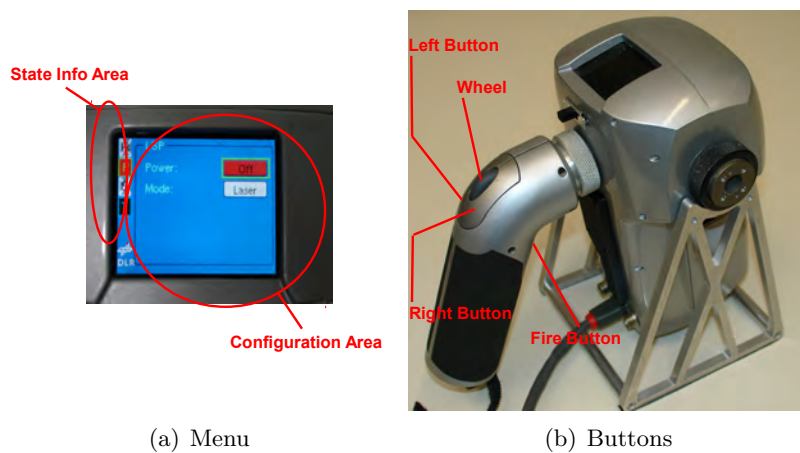 State Info Area
Power:
Off
Mode:
Laser
DLR
Configuration Area
(a) Menu
Left Button
Wheel
Right Button
Fire Button
(b) Buttons